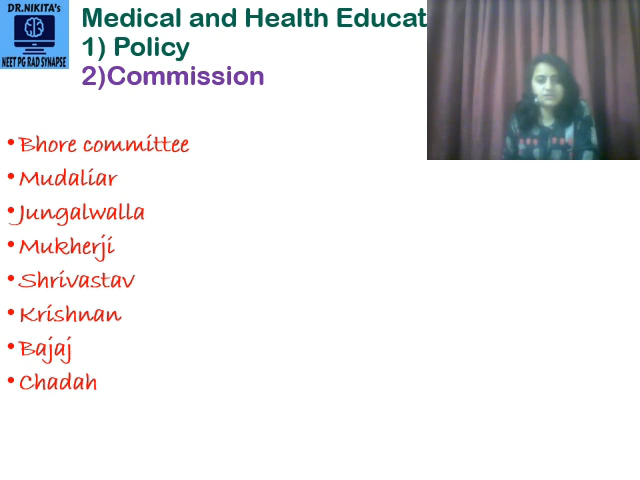 DR.NIKITA's
NEET PG RAD SYNAPSE
Medical and Health Educat
1) Policy
2)Commission
•Bhore committee
•Mudaliar
•Jungalwalla
•Mukherji
•Shrivastav
•Krishnan
•Bajaj
•Chadah